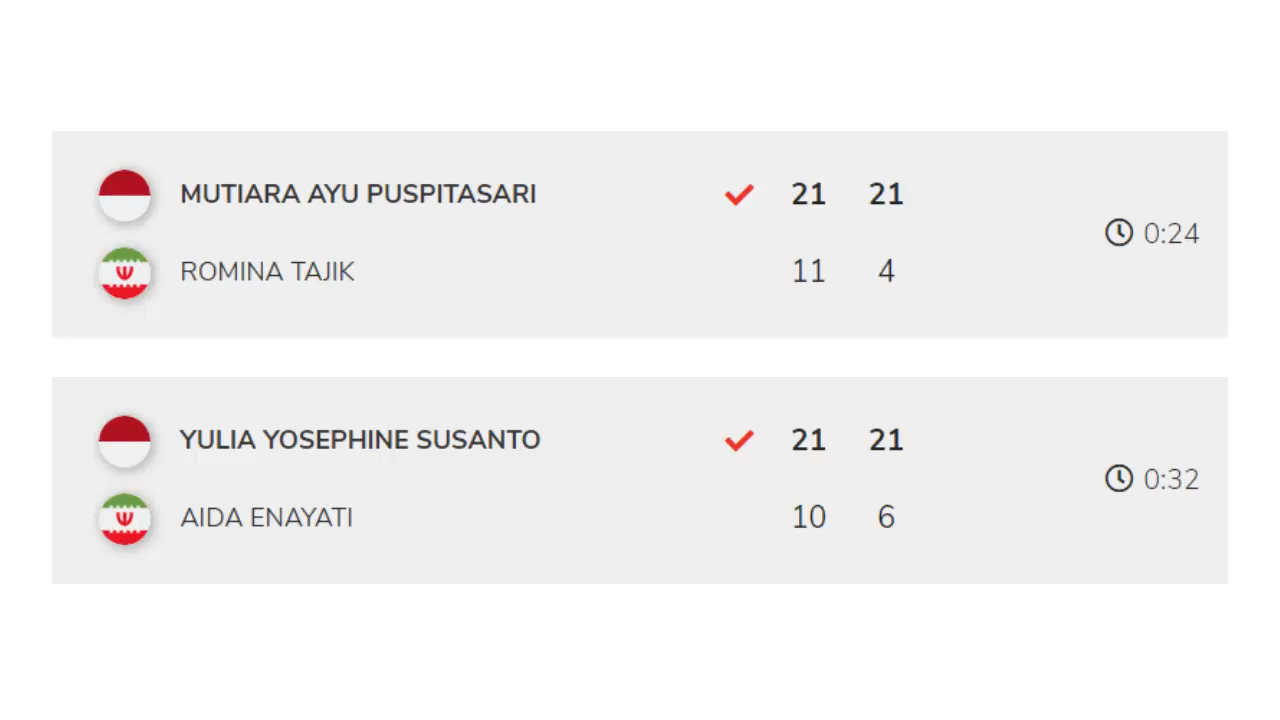 MUTIARA AYU PUSPITASARI 21 21
0:24
ROMINA TAJIK 11 4
YULIA YOSEPHINE SUSANTO 21 21
0:32
AIDA ENAYATI 10 6